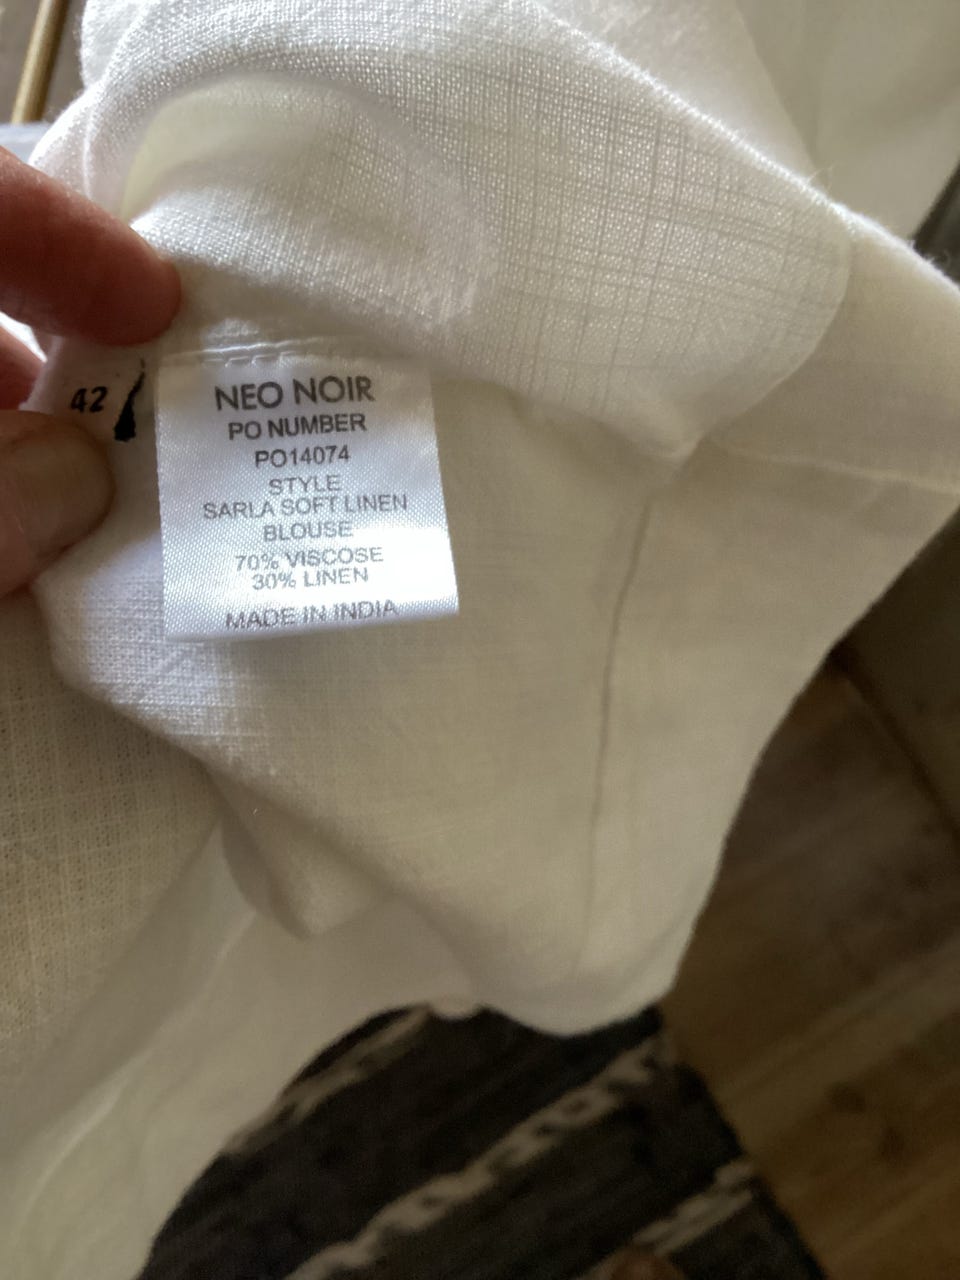 42
NEO NOIR
PO NUMBER
PO14074
STYLE
SARLA SOFT LINEN
BLOUSE
70% VISCOSE
30% LINEN
MADE IN INDIA